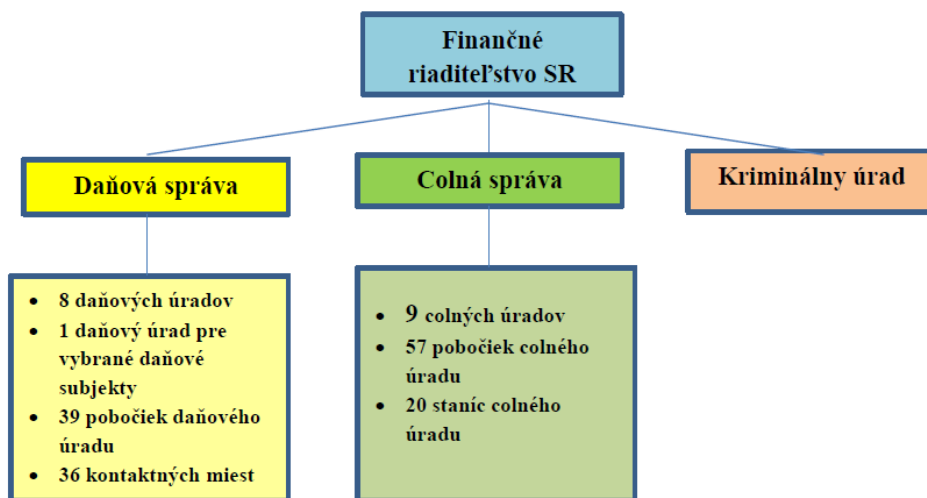 Finančné
riaditeľstvo SR
Daňová správa
Colná správa
Kriminálny úrad
• 8 daňových úradov
• 1 daňový úrad pre
vybrané daňové
subjekty
• 39 pobočiek daňového
úradu
• 36 kontaktných miest
• 9 colných úradov
• 57 pobočiek colného
úradu
• 20 staníc colného
úradu